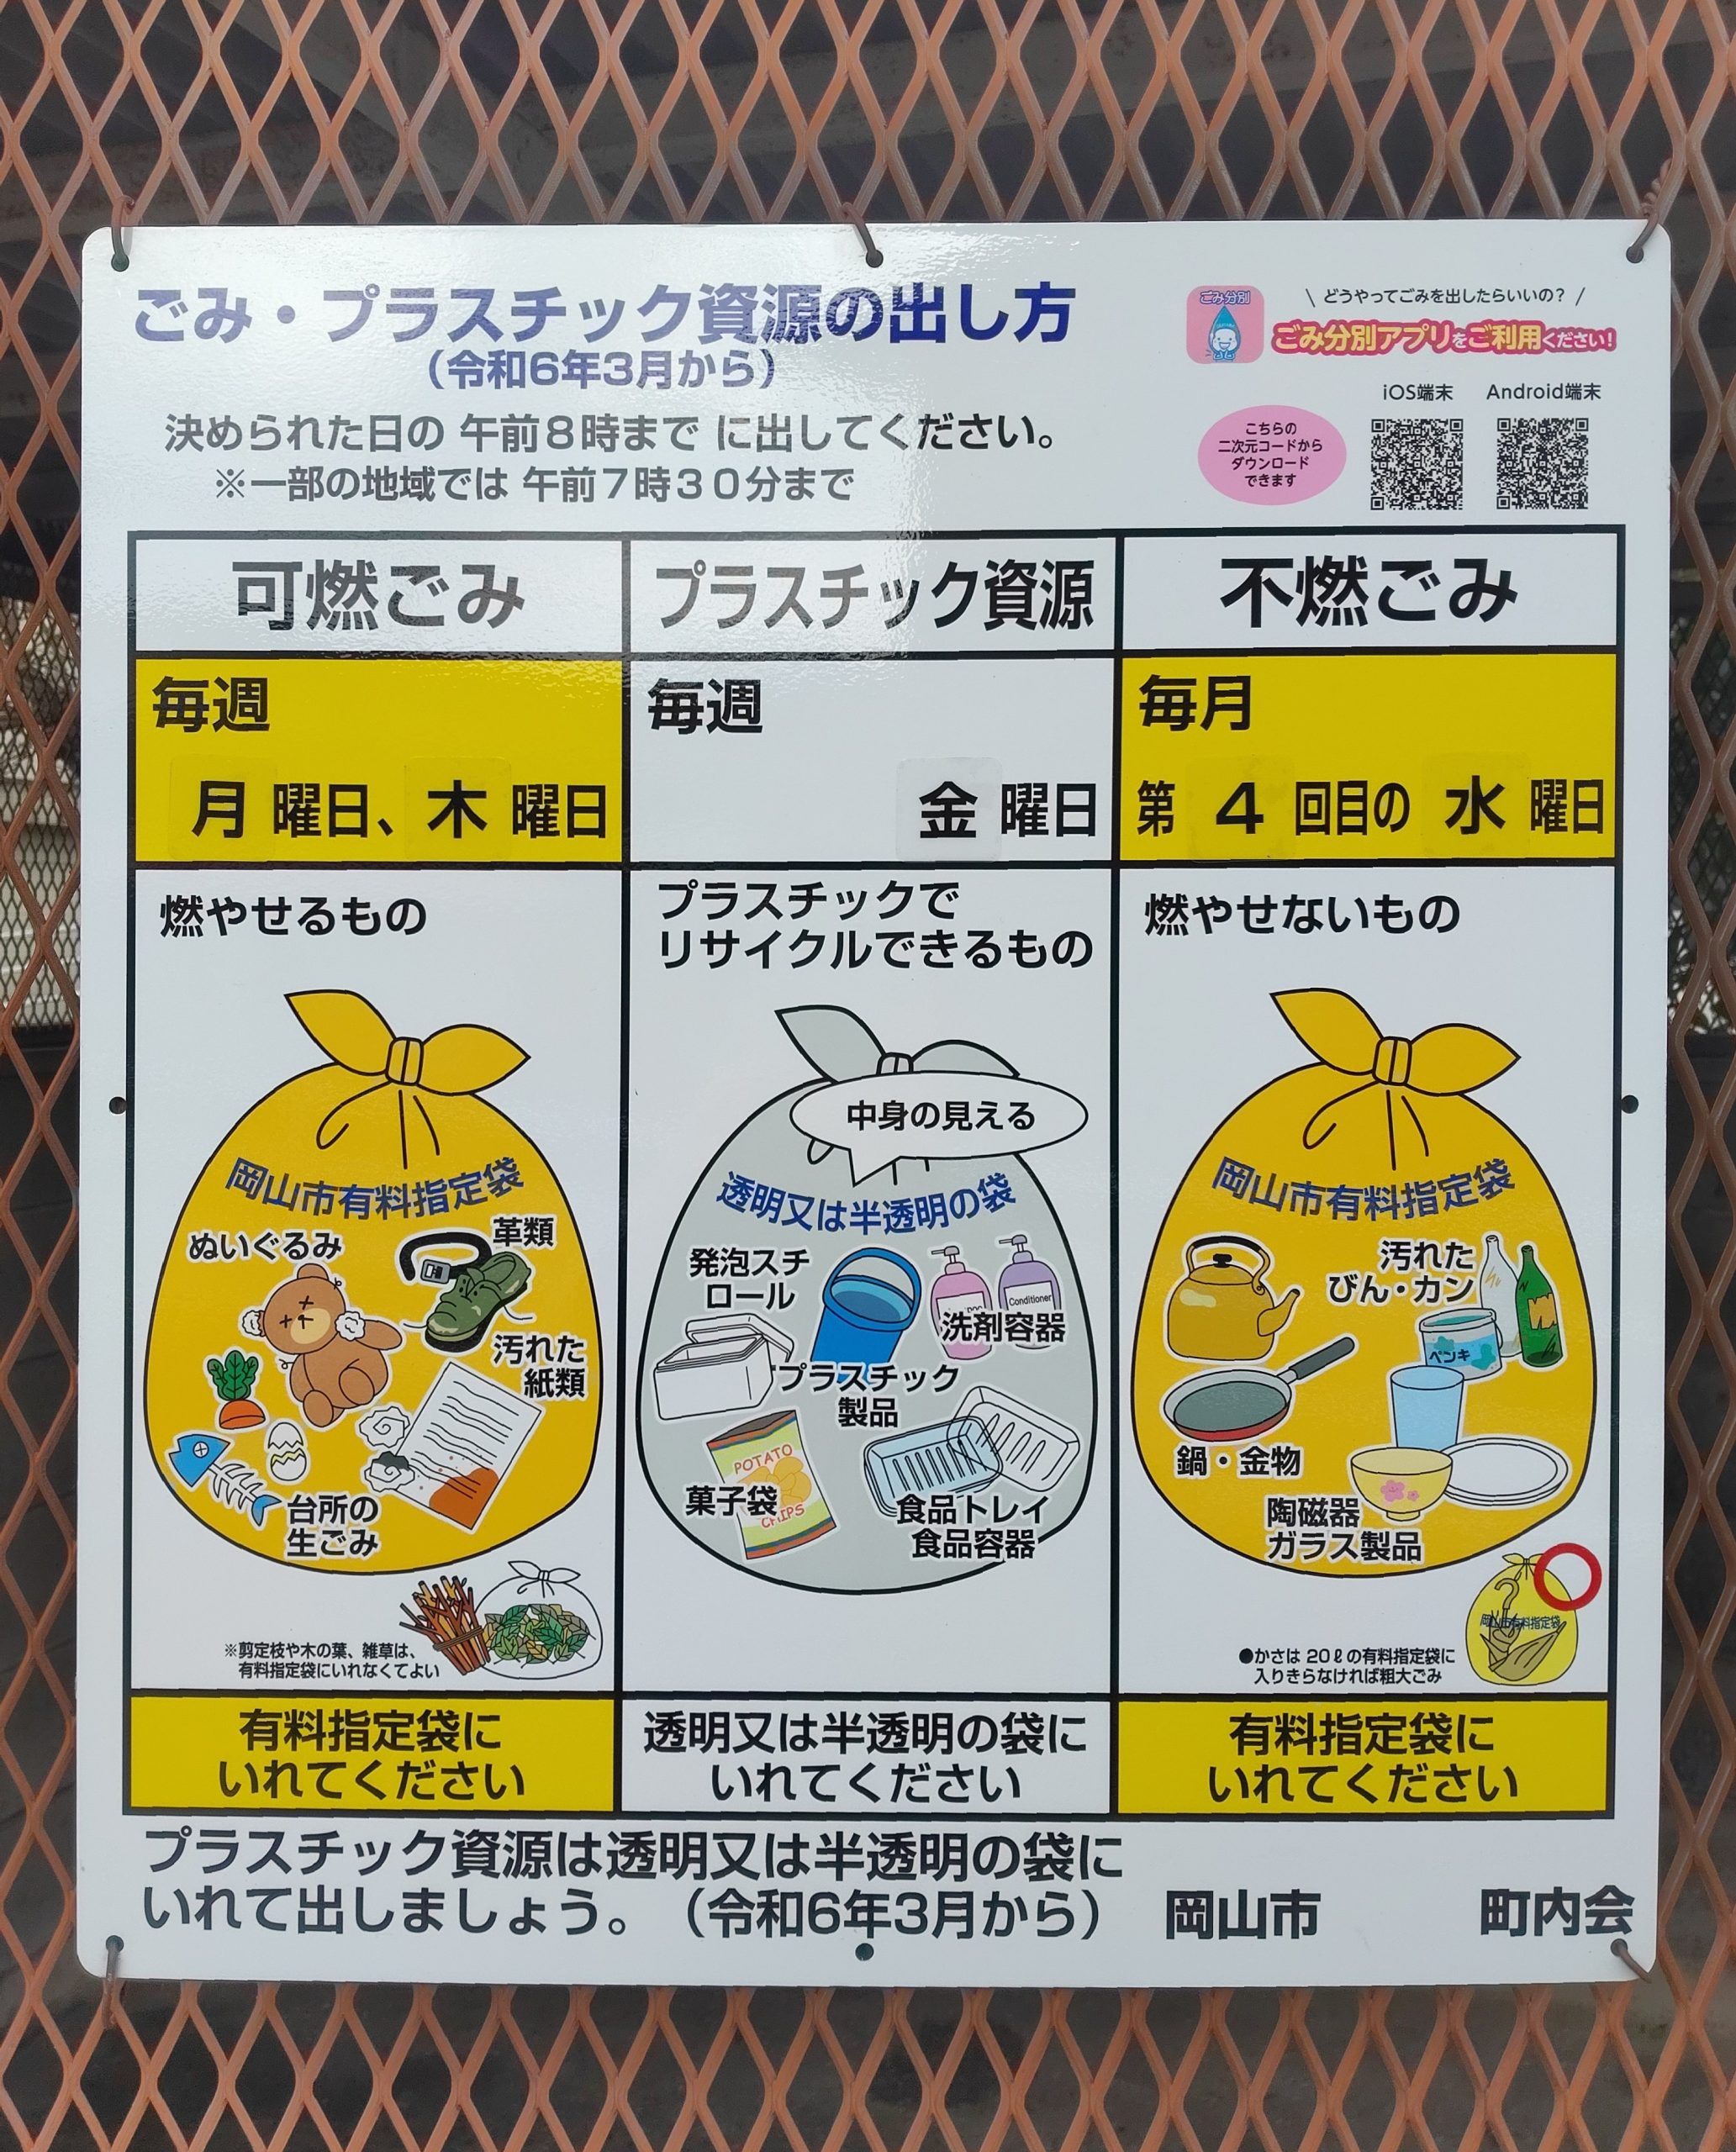 ごみ・プラスチック資源の出し方
（令和6年3月から）
決められた日の 午前8時まで に出してください。
※一部の地域では 午前7時30分まで
ごみ分別
\ どうやってごみを出したらいいの？ /
ごみ分別アプリをご利用ください!
iOS端末
Android端末
こちらの
二次元コードから
ダウンロード
できます
可燃ごみ
毎週
月曜日、木曜日
燃やせるもの
岡山市有料指定袋
ぬいぐるみ
革類
汚れた
紙類
台所の
生ごみ
※剪定枝や木の葉、雑草は、
有料指定袋にいれなくてよい
有料指定袋に
いれてください
プラスチック資源
毎週
金曜日
プラスチックで
リサイクルできるもの
中身の見える
透明又は半透明の袋
発泡スチ
ロール
Conditioner
洗剤容器
プラスチック
製品
POTATO
CHIPS
菓子袋
食品トレイ
食品容器
透明又は半透明の袋に
いれてください
不燃ごみ
毎月
第4回目の水曜日
燃やせないもの
岡山市有料指定袋
汚れた
びん・カン
ペンキ
鍋・金物
陶磁器
ガラス製品
岡山市有料指定袋
●かさは 20ℓの有料指定袋に
入りきらなければ粗大ごみ
有料指定袋に
いれてください
プラスチック資源は透明又は半透明の袋に
いれて出しましょう。（令和6年3月から） 岡山市 町内会